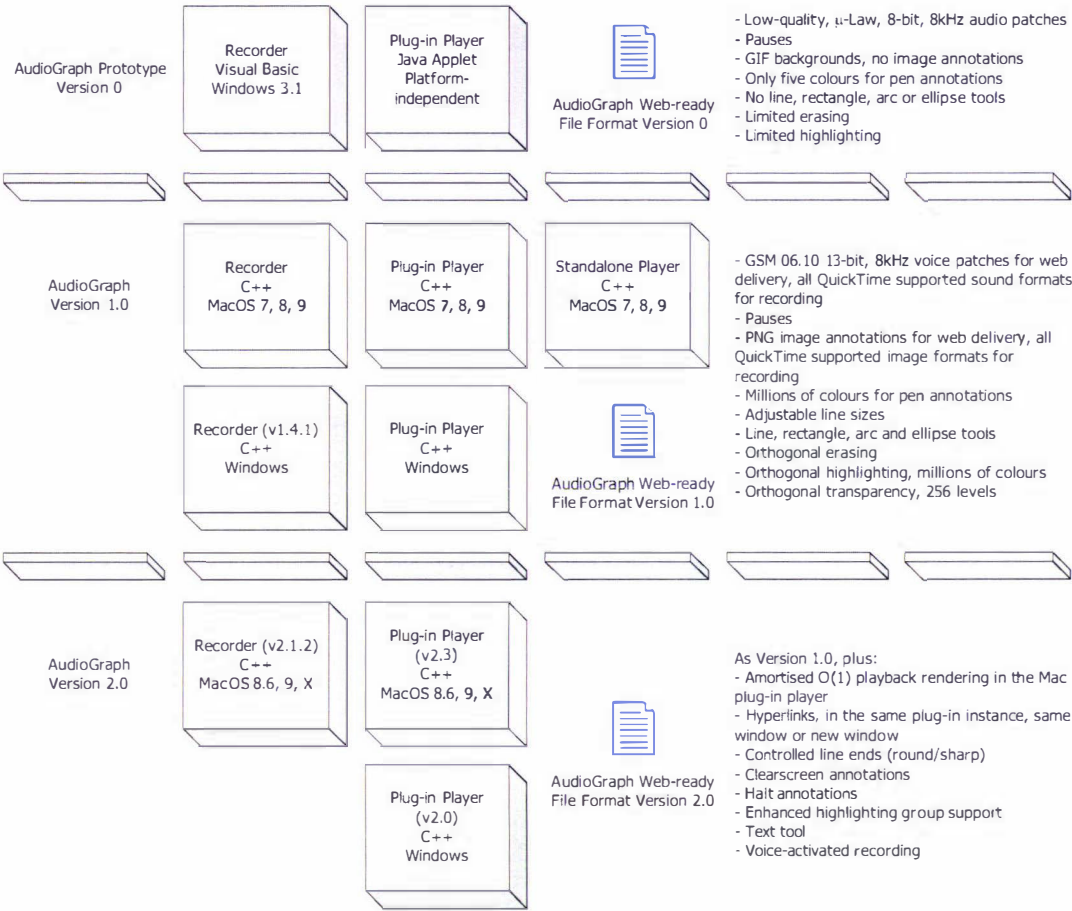 AudioGraph Prototype
Version 0
Recorder
Visual Basic
Windows 3.1
Plug-in Player
Java Applet
Platform-
independent
AudioGraph Web-ready
File Format Version 0
- Low-quality, μ-Law, 8-bit, 8kHz audio patches
- Pauses
- GIF backgrounds, no image annotations
- Only five colours for pen annotations
- No line, rectangle, arc or ellipse tools
- Limited erasing
- Limited highlighting
AudioGraph
Version 1.0
Recorder
C++
MacOS 7, 8, 9
Plug-in Player
C++
MacOS 7, 8, 9
Standalone Player
C++
MacOS 7, 8, 9
Recorder (v1.4.1)
C++
Windows
Plug-in Player
C++
Windows
AudioGraph Web-ready
File Format Version 1.0
- GSM 06.10 13-bit, 8kHz voice patches for web
delivery, all QuickTime supported sound formats
for recording
- Pauses
- PNG image annotations for web delivery, all
QuickTime supported image formats for
recording
- Millions of colours for pen annotations
- Adjustable line sizes
- Line, rectangle, arc and ellipse tools
- Orthogonal erasing
- Orthogonal highlighting, millions of colours
- Orthogonal transparency, 256 levels
AudioGraph
Version 2.0
Recorder (v2.1.2)
C++
MacOS 8.6, 9, X
Plug-in Player
(v2.3)
C++
MacOS 8.6, 9, X
Plug-in Player
(v2.0)
C++
Windows
AudioGraph Web-ready
File Format Version 2.0
As Version 1.0, plus:
- Amortised O(1) playback rendering in the Mac
plug-in player
- Hyperlinks, in the same plug-in instance, same
window or new window
- Controlled line ends (round/sharp)
- Clearscreen annotations
- Halt annotations
- Enhanced highlighting group support
- Text tool
- Voice-activated recording